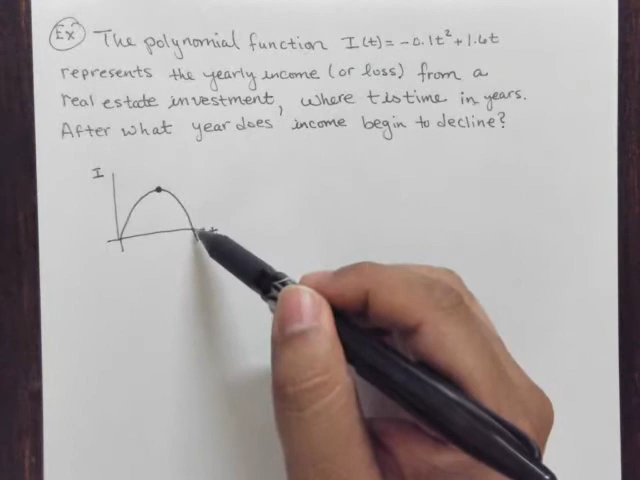 Ex The polynomial function I(t) = -0.1t² + 1.6t
represents the yearly income (or loss) from a
real estate investment, where t is time in years.
After what year does income begin to decline?
I
t